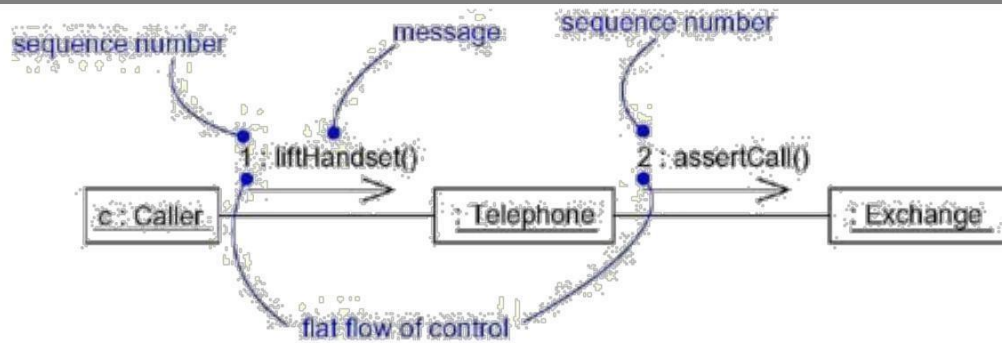 sequence number
message
sequence number
1 : liftHandset()
2 : assertCall()
c : Caller
: Telephone
: Exchange
flat flow of control